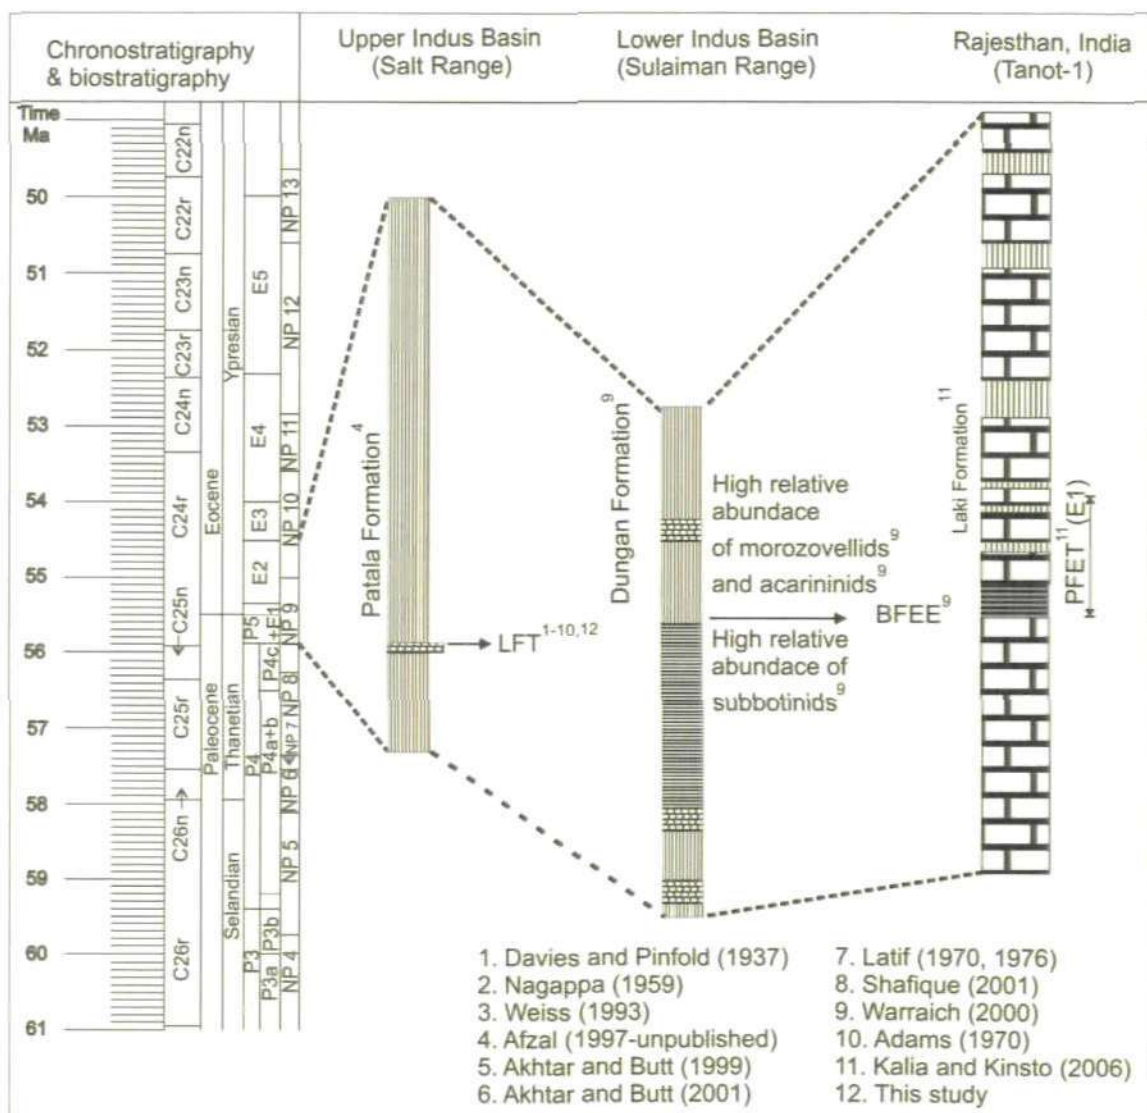 Chronostratigraphy
& biostratigraphy
Upper Indus Basin
(Salt Range)
Lower Indus Basin
(Sulaiman Range)
Rajesthan, India
(Tanot-1)
Time
Ma
50
51
52
53
54
55
56
57
58
59
60
61
C22n
C22r
C23n
C23r
C24n
C24r
C25n
C25r
C26n
C26r
Eocene
Paleocene
Ypresian
Thanetian
Selandian
E5
E4
E3
E2
P5
P4c+E1
P4
P4a+b
P3
P3b
P3a
NP 13
NP 12
NP 11
NP 10
NP 9
NP 8
NP 7
NP 6
NP 5
NP 4
Patala Formation4
LFT1-10,12
Dungan Formation9
High relative
abundace
of morozovellids9
and acarininids9
BFEE9
High relative
abundace of
subbotinids9
Laki Formation11
PFET11(E1)
1. Davies and Pinfold (1937)
2. Nagappa (1959)
3. Weiss (1993)
4. Afzal (1997-unpublished)
5. Akhtar and Butt (1999)
6. Akhtar and Butt (2001)
7. Latif (1970, 1976)
8. Shafique (2001)
9. Warraich (2000)
10. Adams (1970)
11. Kalia and Kinsto (2006)
12. This study